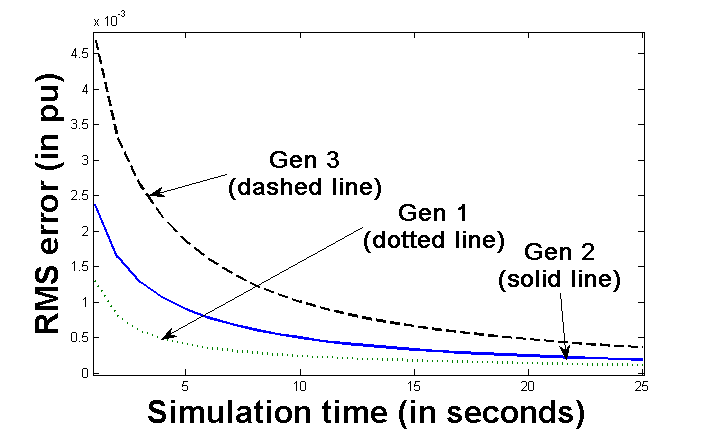 x 10-3
4.5
4
3.5
3
2.5
2
1.5
1
0.5
0
RMS error (in pu)
Gen 3
(dashed line)
Gen 1
(dotted line)
Gen 2
(solid line)
5 10 15 20 25
Simulation time (in seconds)